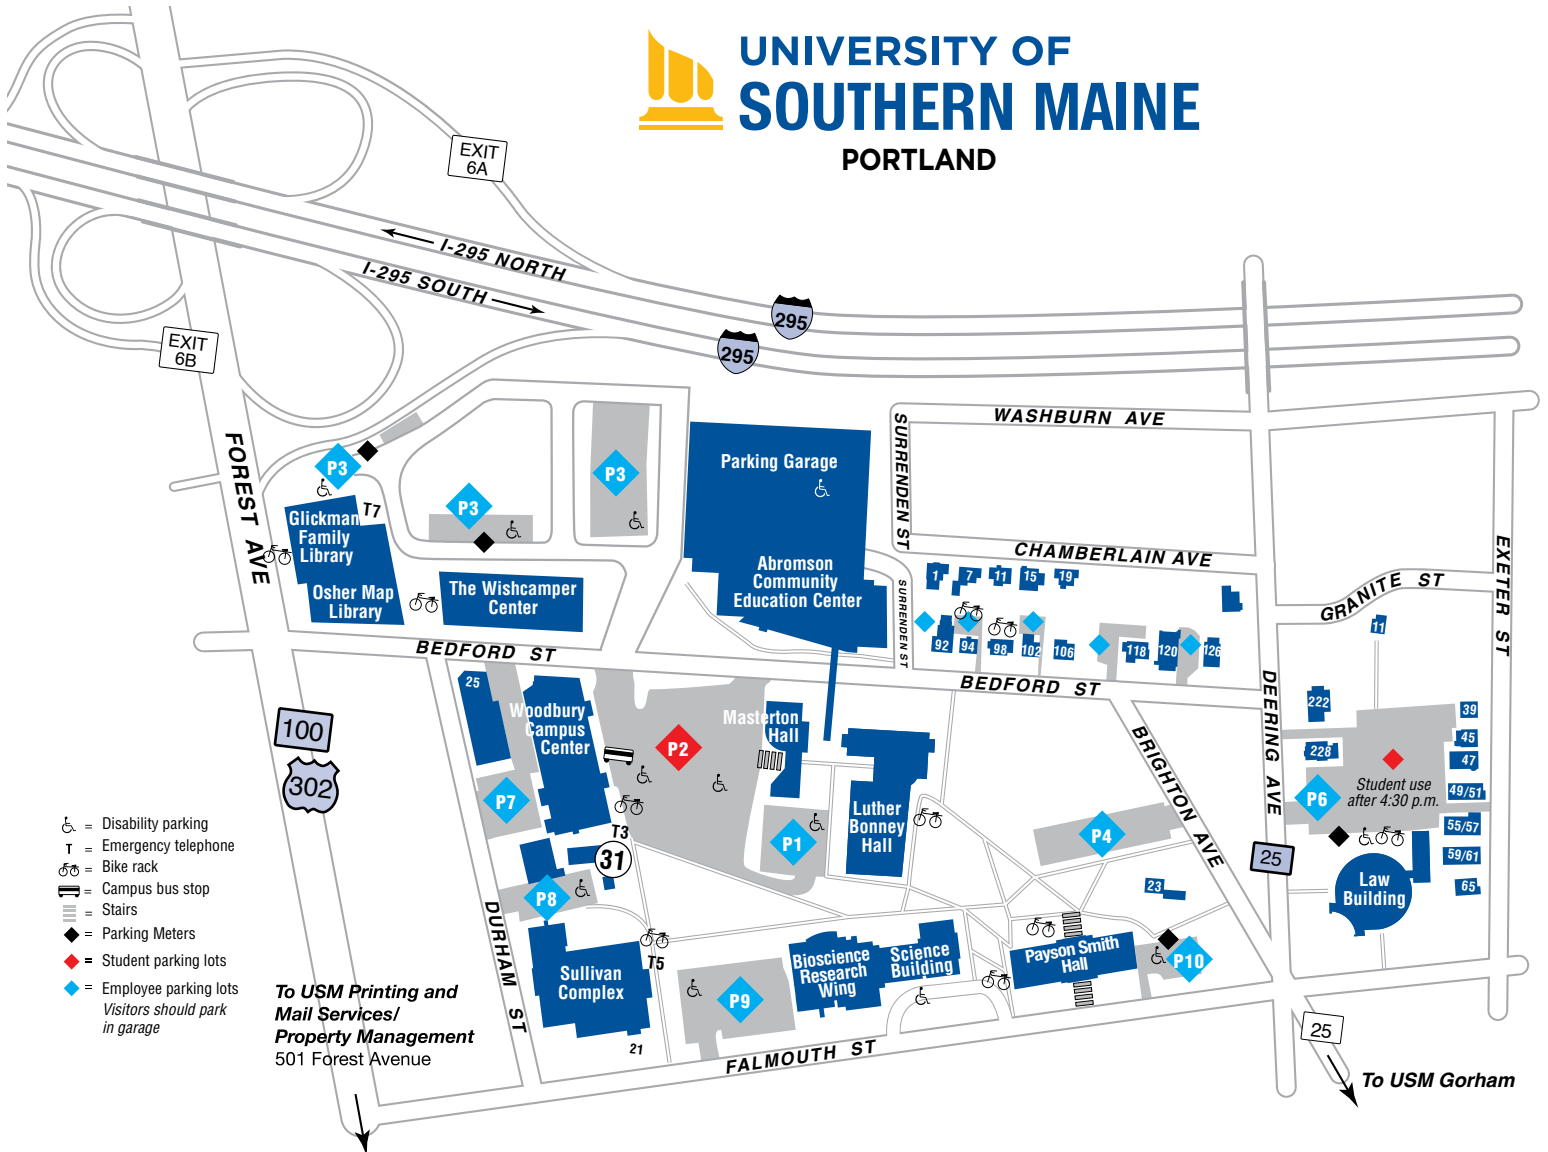 UNIVERSITY OF
SOUTHERN MAINE
PORTLAND
EXIT
6A
I-295 NORTH
I-295 SOUTH
295
295
EXIT
6B
FOREST AVE
WASHBURN AVE
SURRENDEN ST
CHAMBERLAIN AVE
SURRENDEN ST
GRANITE ST
EXETER ST
P3
P3
P3
T7
Glickman
Family
Library
Osher Map
Library
The Wishcamper
Center
Parking Garage
Abromson
Community
Education Center
1
7
11
15
19
92
94
98
102
106
118
120
126
11
BEDFORD ST
BEDFORD ST
DEERING AVE
BRIGHTON AVE
25
Woodbury
Campus
Center
P2
Masterton
Hall
222
228
39
45
47
49/51
55/57
59/61
65
P6
Student use
after 4:30 p.m.
100
302
P7
T3
31
P1
Luther
Bonney
Hall
P4
25
23
Law
Building
P8
DURHAM ST
T5
Sullivan
Complex
21
P9
Bioscience
Research
Wing
Science
Building
Payson Smith
Hall
P10
FALMOUTH ST
25
To USM Gorham
= Disability parking
T = Emergency telephone
= Bike rack
= Campus bus stop
= Stairs
= Parking Meters
= Student parking lots
= Employee parking lots
Visitors should park
in garage
To USM Printing and
Mail Services/
Property Management
501 Forest Avenue